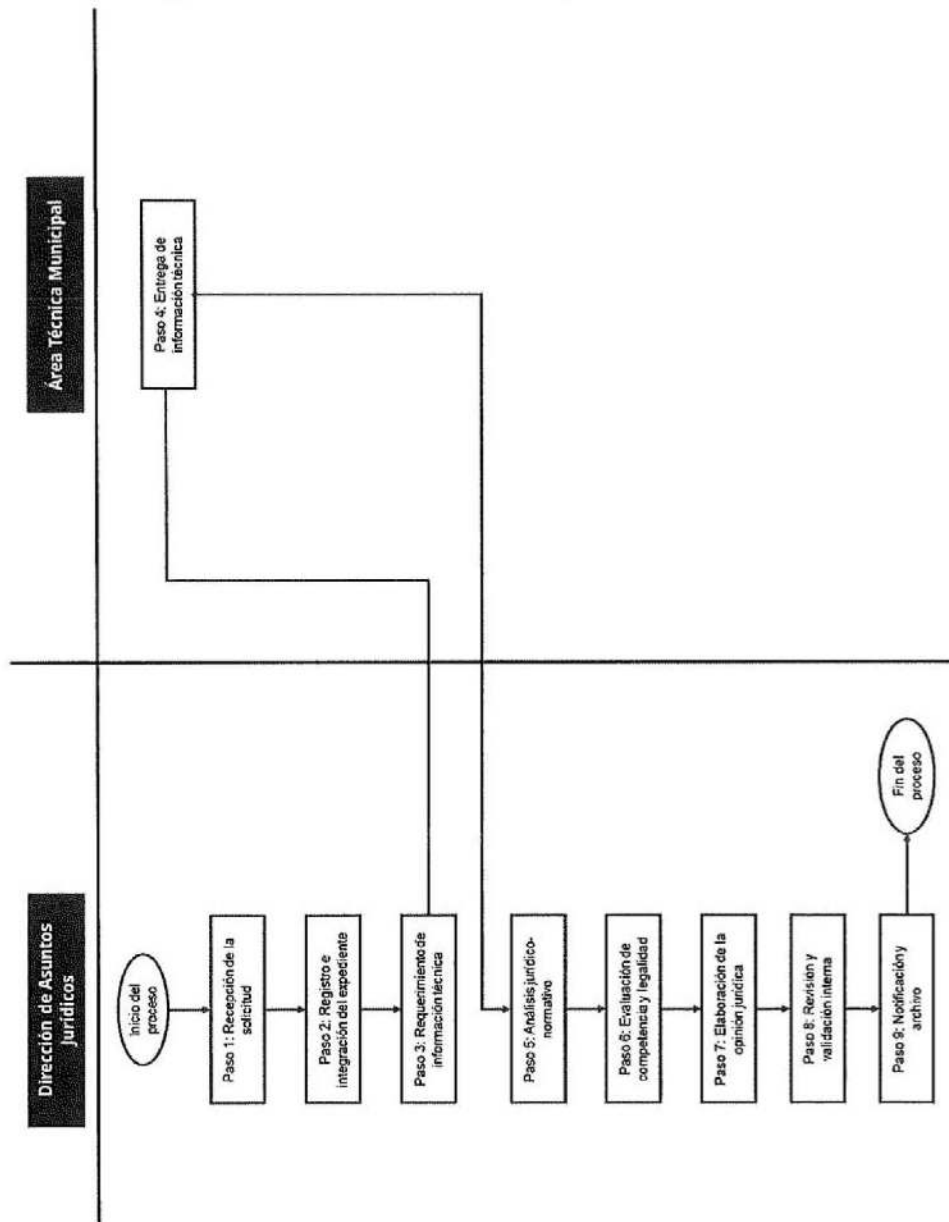 Dirección de Asuntos
Jurídicos
Área Técnica Municipal
Inicio del
proceso
Paso 1: Recepción de la
solicitud
Paso 2: Registro e
integración del expediente
Paso 3: Requerimiento de
información técnica
Paso 4: Entrega de
información técnica
Paso 5: Análisis jurídico-
normativo
Paso 6: Evaluación de
competencia y legalidad
Paso 7: Elaboración de la
opinión jurídica
Paso 8: Revisión y
validación interna
Paso 9: Notificación y
archivo
Fin del
proceso